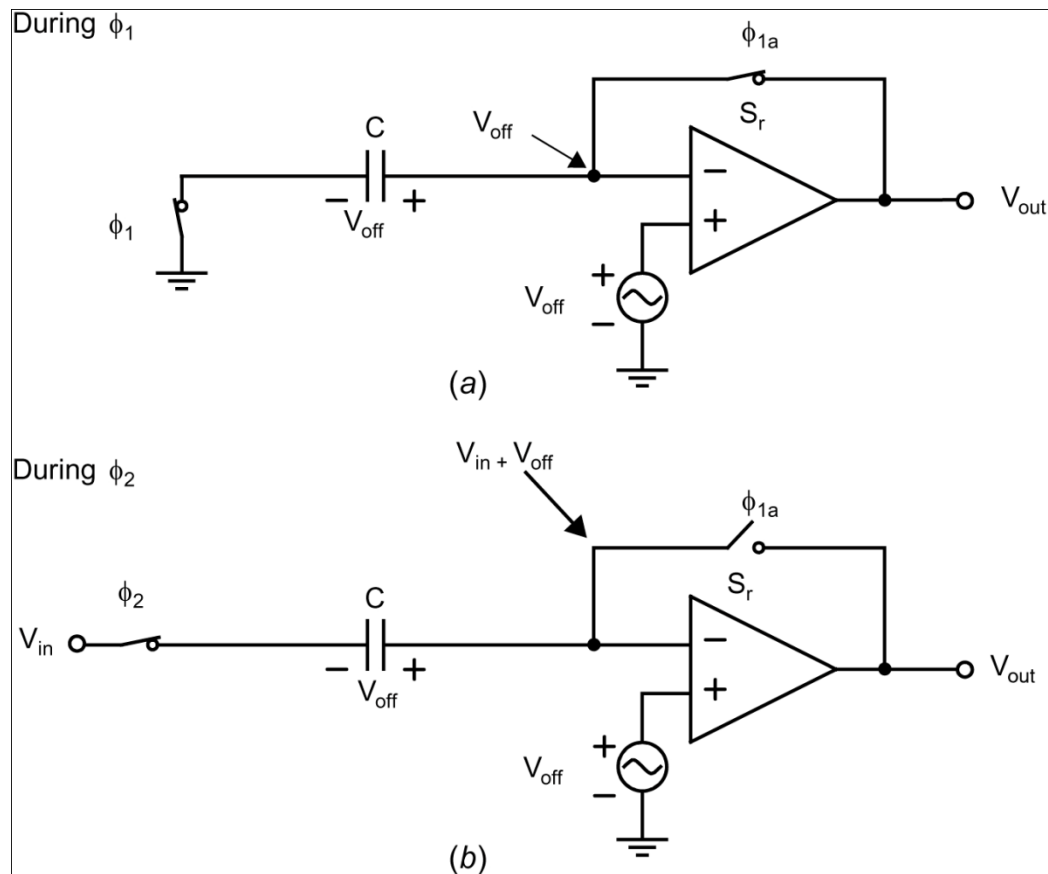 During ϕ1
ϕ1a
Sr
Voff
C
− Voff +
ϕ1
−
+
Vout
+
Voff
−
(a)
During ϕ2
Vin + Voff
ϕ1a
Sr
ϕ2
C
Vin
− Voff +
−
+
Vout
+
Voff
−
(b)